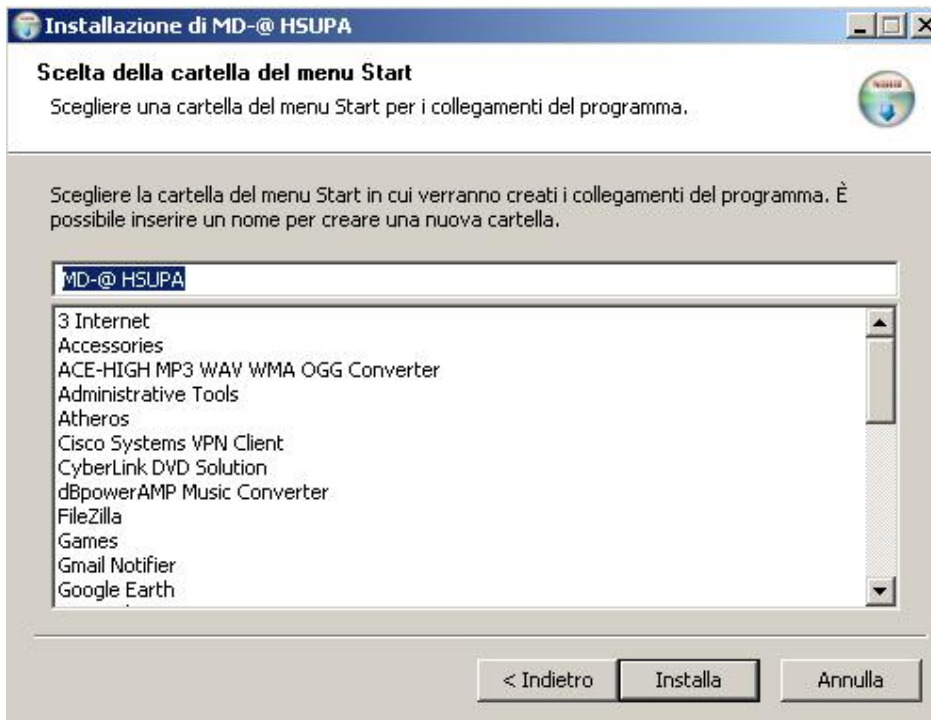 Installazione di MD-@ HSUPA
Scelta della cartella del menu Start
Scegliere una cartella del menu Start per i collegamenti del programma.
Scegliere la cartella del menu Start in cui verranno creati i collegamenti del programma. È
possibile inserire un nome per creare una nuova cartella.
MD-@ HSUPA
3 Internet
Accessories
ACE-HIGH MP3 WAV WMA OGG Converter
Administrative Tools
Atheros
Cisco Systems VPN Client
CyberLink DVD Solution
dBpowerAMP Music Converter
FileZilla
Games
Gmail Notifier
Google Earth
< Indietro
Installa
Annulla